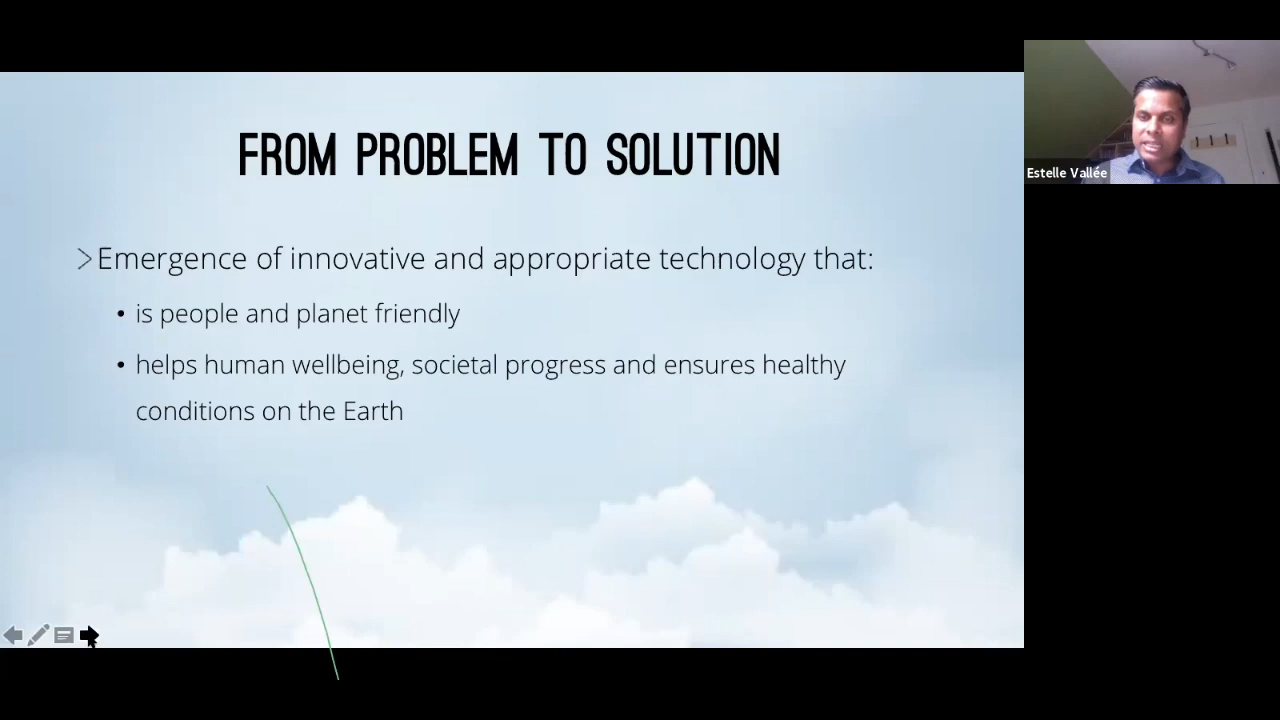 FROM PROBLEM TO SOLUTION
Emergence of innovative and appropriate technology that:
• is people and planet friendly
• helps human wellbeing, societal progress and ensures healthy
conditions on the Earth
Estelle Vallée